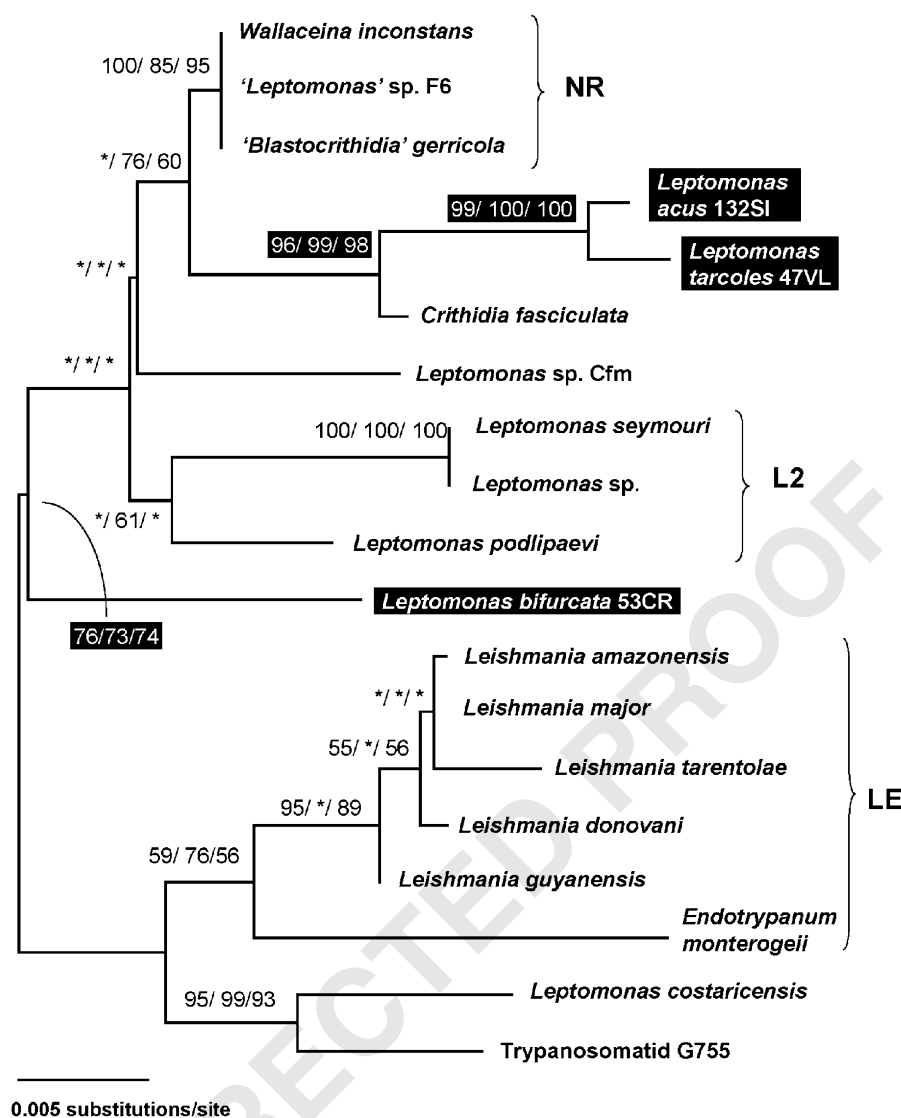 Wallaceina inconstans
100/ 85/ 95
‘Leptomonas’ sp. F6
NR
‘Blastocrithidia’ gerricola
*/ 76/ 60
Leptomonas
acus 132SI
99/ 100/ 100
96/ 99/ 98
Leptomonas
tarcoles 47VL
*/ */ *
Crithidia fasciculata
*/ */ *
Leptomonas sp. Cfm
100/ 100/ 100
Leptomonas seymouri
L2
Leptomonas sp.
*/ 61/ *
Leptomonas podlipaevi
Leptomonas bifurcata 53CR
76/73/74
Leishmania amazonensis
*/ */ *
Leishmania major
55/ */ 56
Leishmania tarentolae
LE
95/ */ 89
Leishmania donovani
59/ 76/56
Leishmania guyanensis
Endotrypanum
monterogeii
95/ 99/93
Leptomonas costaricensis
Trypanosomatid G755
0.005 substitutions/site
RECTED PROOF